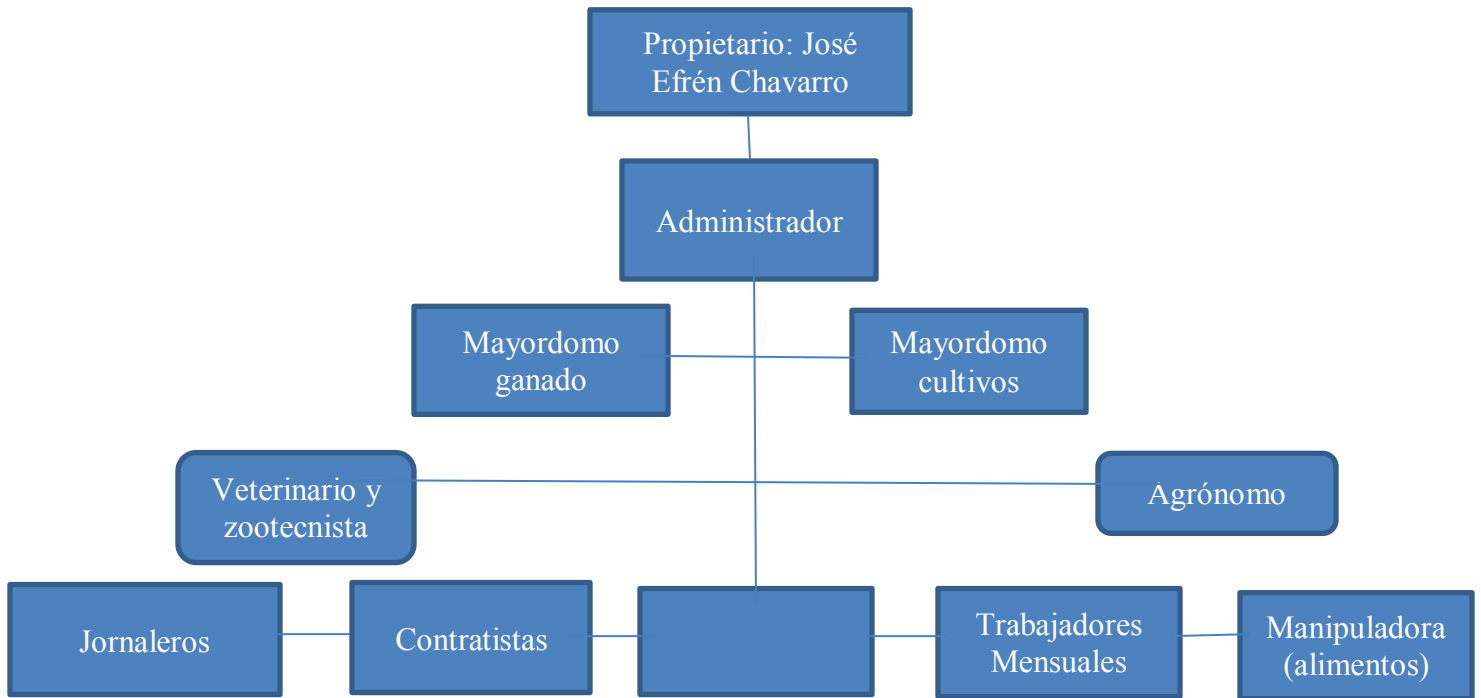 Propietario: José
Efrén Chavarro
Administrador
Mayordomo
ganado
Mayordomo
cultivos
Veterinario y
zootecnista
Agrónomo
Jornaleros
Contratistas
Trabajadores
Mensuales
Manipuladora
(alimentos)